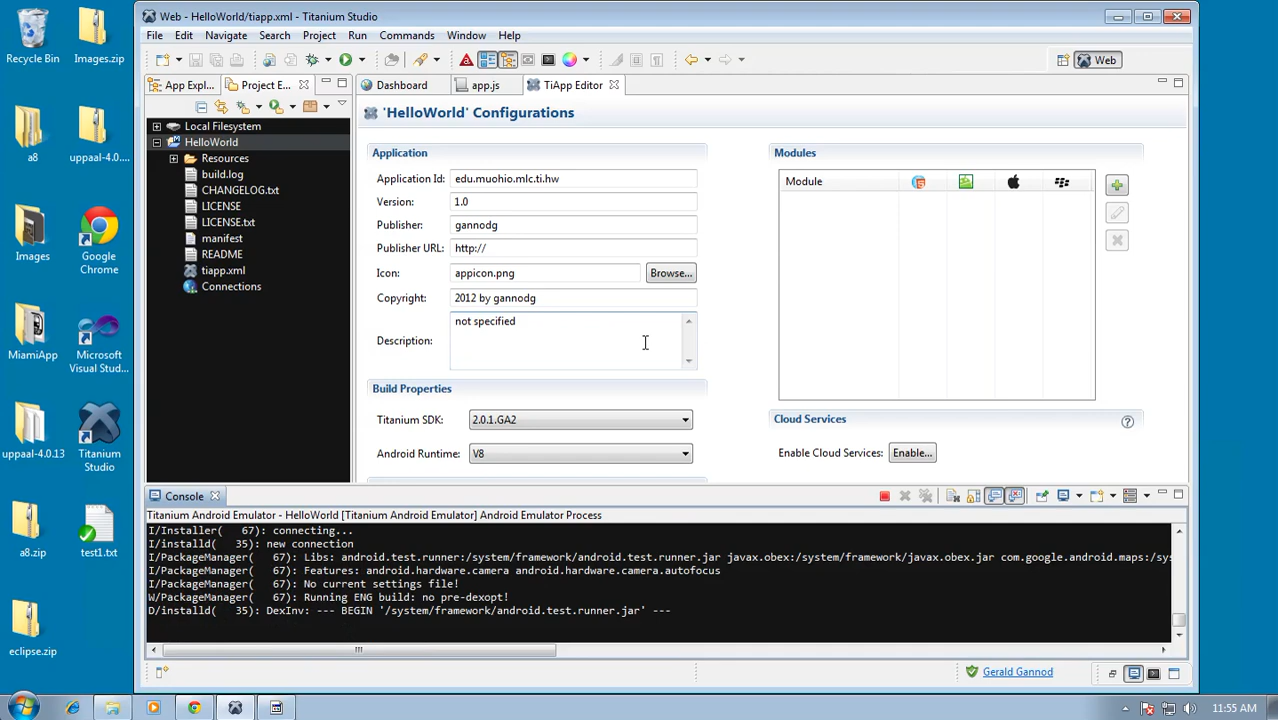 Web - HelloWorld/tiapp.xml - Titanium Studio
File Edit Navigate Search Project Run Commands Window Help
Web
App Expl...
Project E...
Dashboard
app.js
TiApp Editor
Local Filesystem
HelloWorld
Resources
build.log
CHANGELOG.txt
LICENSE
LICENSE.txt
manifest
README
tiapp.xml
Connections
'HelloWorld' Configurations
Application
Application Id: edu.muohio.mlc.ti.hw
Version: 1.0
Publisher: gannodg
Publisher URL: http://
Icon: appicon.png Browse...
Copyright: 2012 by gannodg
Description: not specified
Build Properties
Titanium SDK: 2.0.1.GA2
Android Runtime: V8
Modules
Module
Cloud Services
Enable Cloud Services: Enable...
Console
Titanium Android Emulator - HelloWorld [Titanium Android Emulator] Android Emulator Process
I/Installer( 67): connecting...
I/installd( 35): new connection
I/PackageManager( 67): Libs: android.test.runner:/system/framework/android.test.runner.jar javax.obex:/system/framework/javax.obex.jar com.google.android.maps:/sys
I/PackageManager( 67): Features: android.hardware.camera android.hardware.camera.autofocus
I/PackageManager( 67): No current settings file!
W/PackageManager( 67): Running ENG build: no pre-dexopt!
D/installd( 35): DexInv: --- BEGIN '/system/framework/android.test.runner.jar' ---
Gerald Gannod
Recycle Bin
Images.zip
a8
uppaal-4.0....
Images
Google
Chrome
MiamiApp
Microsoft
Visual Stud...
uppaal-4.0.13
Titanium
Studio
a8.zip
test1.txt
eclipse.zip
11:55 AM